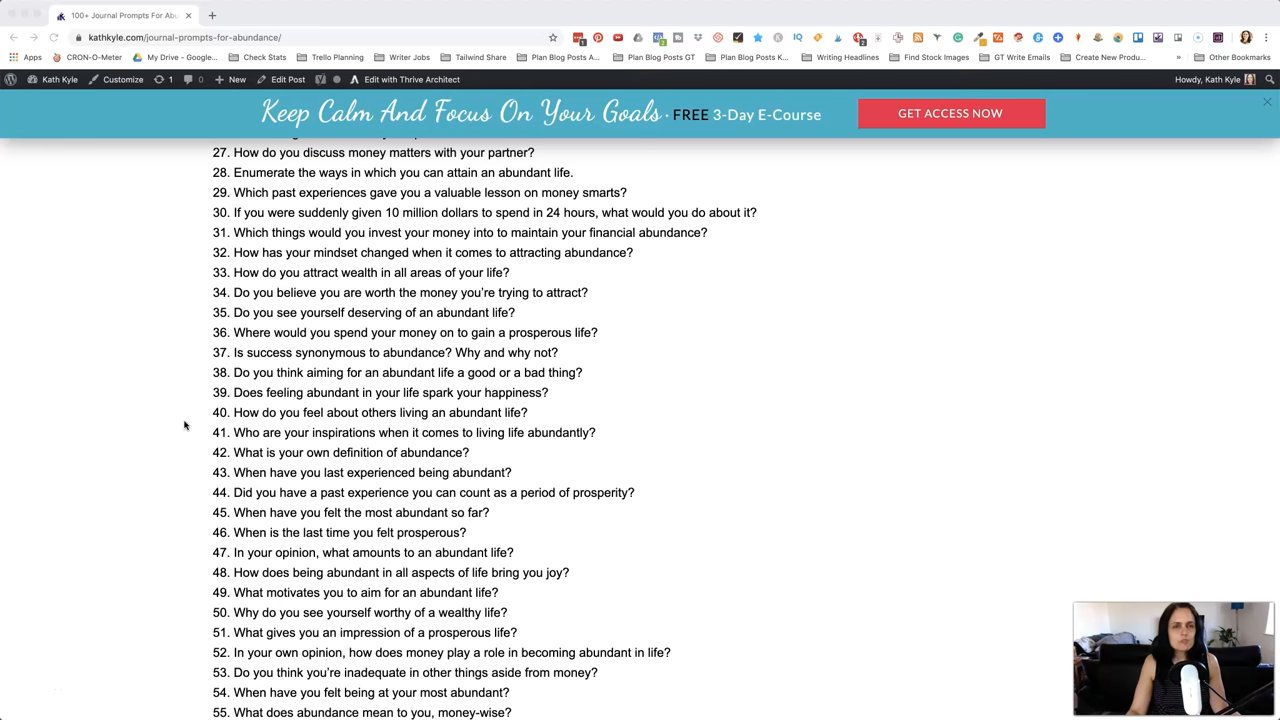 100+ Journal Prompts For Abu
kathkyle.com/journal-prompts-for-abundance/
Apps CRON-O-Meter My Drive – Google... Check Stats Trello Planning Writer Jobs Tailwind Share Plan Blog Posts A... Plan Blog Posts GT Plan Blog Posts K... Writing Headlines Find Stock Images GT Write Emails Create New Produ... » Other Bookmarks
Kath Kyle Customize 1 0 New Edit Post Edit with Thrive Architect Howdy, Kath Kyle
Keep Calm And Focus On Your Goals · FREE 3-Day E-Course GET ACCESS NOW
27. How do you discuss money matters with your partner?
28. Enumerate the ways in which you can attain an abundant life.
29. Which past experiences gave you a valuable lesson on money smarts?
30. If you were suddenly given 10 million dollars to spend in 24 hours, what would you do about it?
31. Which things would you invest your money into to maintain your financial abundance?
32. How has your mindset changed when it comes to attracting abundance?
33. How do you attract wealth in all areas of your life?
34. Do you believe you are worth the money you’re trying to attract?
35. Do you see yourself deserving of an abundant life?
36. Where would you spend your money on to gain a prosperous life?
37. Is success synonymous to abundance? Why and why not?
38. Do you think aiming for an abundant life a good or a bad thing?
39. Does feeling abundant in your life spark your happiness?
40. How do you feel about others living an abundant life?
41. Who are your inspirations when it comes to living life abundantly?
42. What is your own definition of abundance?
43. When have you last experienced being abundant?
44. Did you have a past experience you can count as a period of prosperity?
45. When have you felt the most abundant so far?
46. When is the last time you felt prosperous?
47. In your opinion, what amounts to an abundant life?
48. How does being abundant in all aspects of life bring you joy?
49. What motivates you to aim for an abundant life?
50. Why do you see yourself worthy of a wealthy life?
51. What gives you an impression of a prosperous life?
52. In your own opinion, how does money play a role in becoming abundant in life?
53. Do you think you’re inadequate in other things aside from money?
54. When have you felt being at your most abundant?
55. What does abundance mean to you, money-wise?